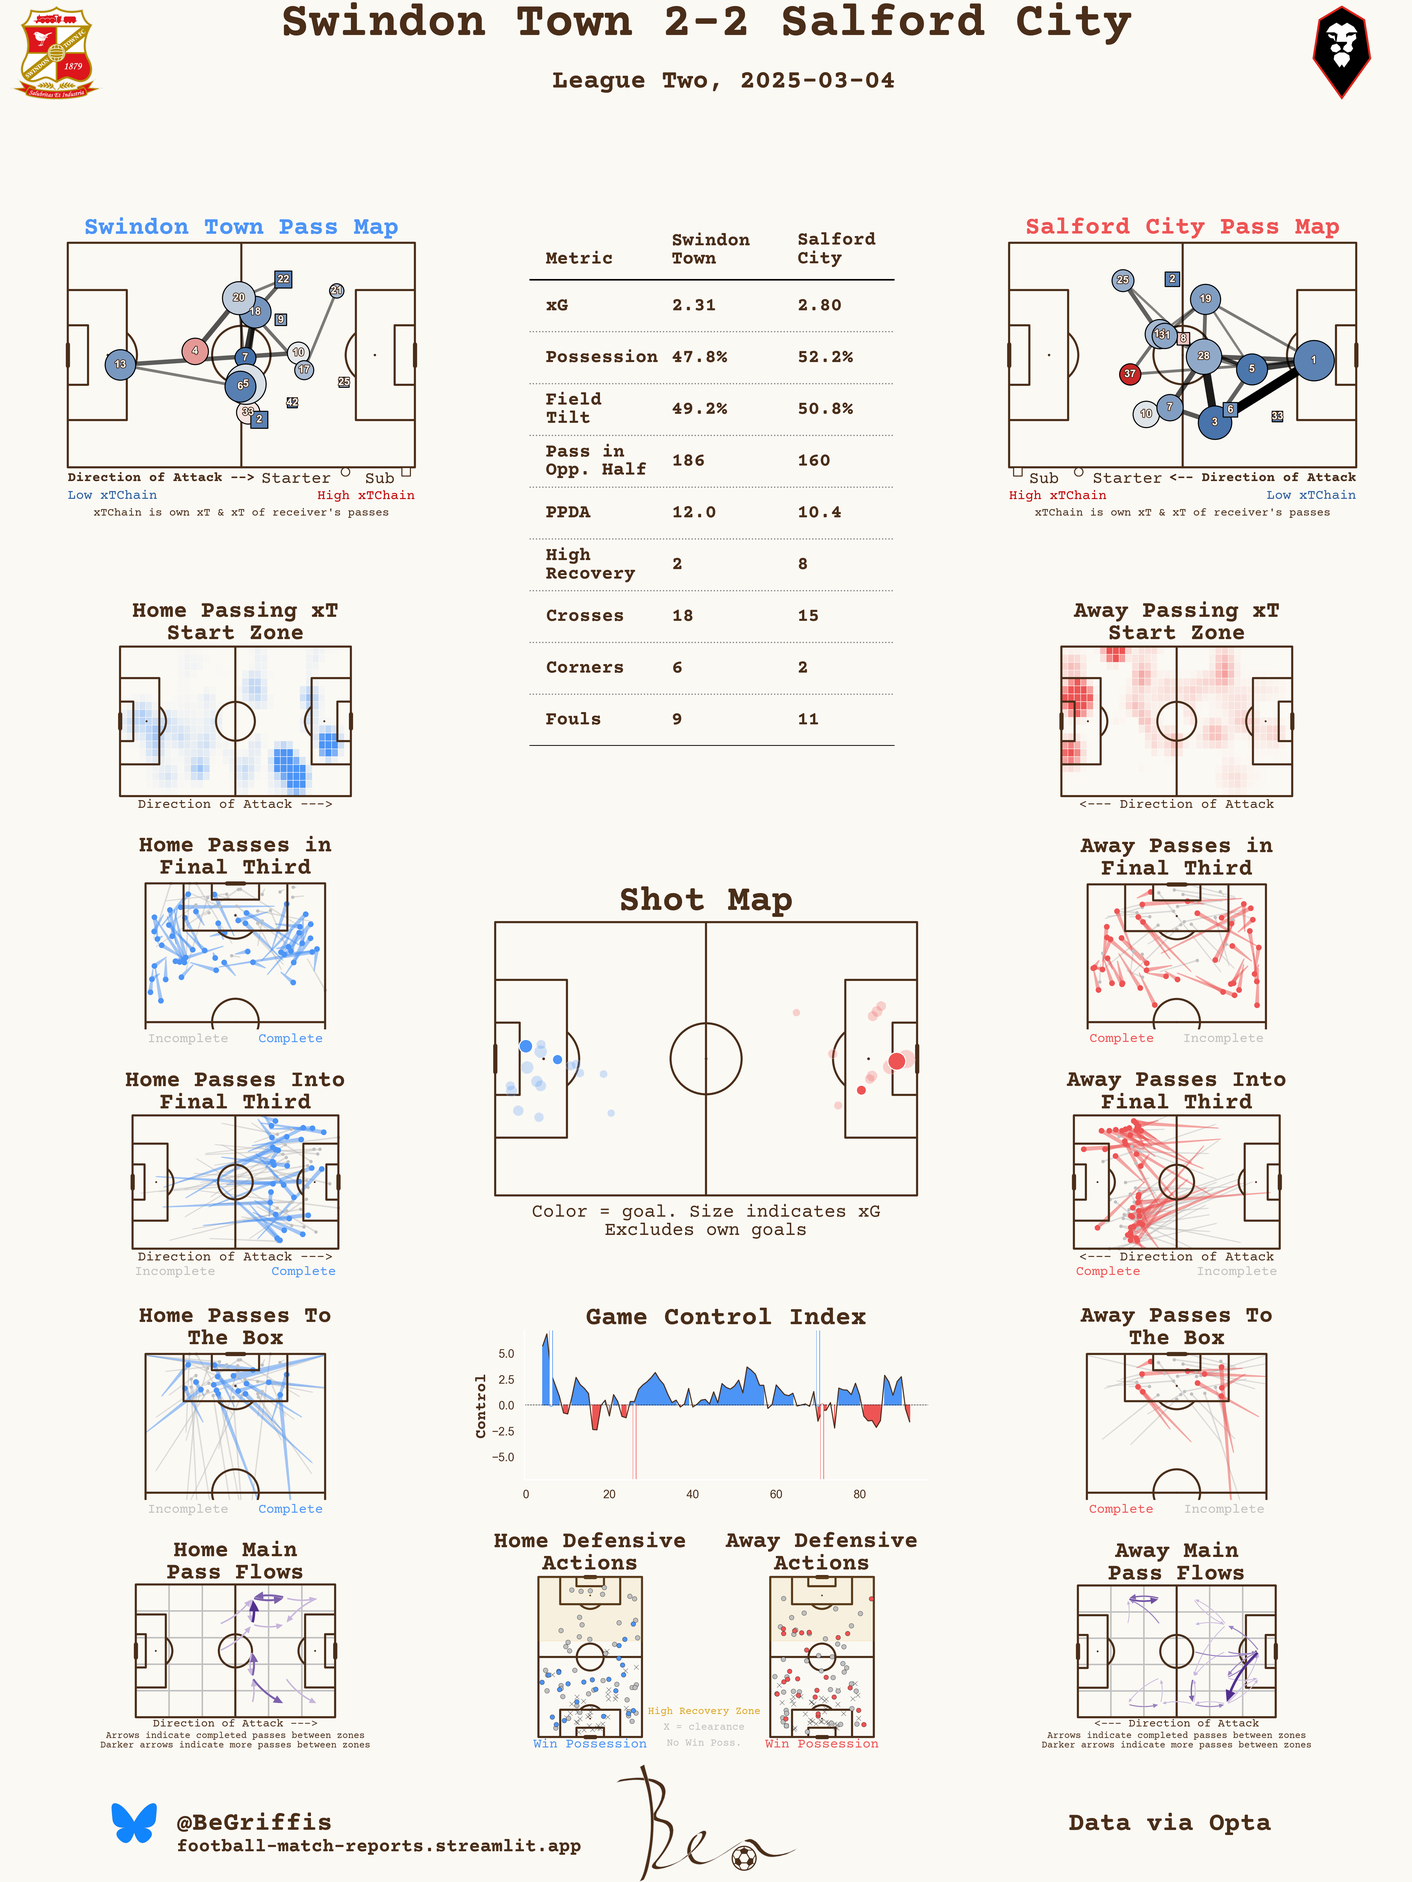 Swindon Town 2-2 Salford City
League Two, 2025-03-04
SWINDON TOWN FC
1879
Salubritas Et Industria
Swindon Town Pass Map
22
21
20
18
9
4
7
10
13
17
6
5
25
42
33
2
Direction of Attack --> Starter Sub
Low xTChain High xTChain
xTChain is own xT & xT of receiver's passes
Metric Swindon Town Salford City
xG 2.31 2.80
Possession 47.8% 52.2%
Field Tilt 49.2% 50.8%
Pass in Opp. Half 186 160
PPDA 12.0 10.4
High Recovery 2 8
Crosses 18 15
Corners 6 2
Fouls 9 11
Salford City Pass Map
25
2
19
8
28
1
37
5
10
7
6
3
33
Sub Starter <-- Direction of Attack
High xTChain Low xTChain
xTChain is own xT & xT of receiver's passes
Home Passing xT
Start Zone
Direction of Attack --->
Away Passing xT
Start Zone
<--- Direction of Attack
Home Passes in
Final Third
Incomplete Complete
Away Passes in
Final Third
Complete Incomplete
Shot Map
Color = goal. Size indicates xG
Excludes own goals
Home Passes Into
Final Third
Direction of Attack --->
Incomplete Complete
Away Passes Into
Final Third
<--- Direction of Attack
Complete Incomplete
Home Passes To
The Box
Incomplete Complete
Game Control Index
Control
5.0
2.5
0.0
−2.5
−5.0
0 20 40 60 80
Away Passes To
The Box
Complete Incomplete
Home Main
Pass Flows
Direction of Attack --->
Arrows indicate completed passes between zones
Darker arrows indicate more passes between zones
Home Defensive
Actions
Win Possession
High Recovery Zone
X = clearance
No Win Poss.
Away Defensive
Actions
Win Possession
Away Main
Pass Flows
<--- Direction of Attack
Arrows indicate completed passes between zones
Darker arrows indicate more passes between zones
@BeGriffis
football-match-reports.streamlit.app
Ben
Data via Opta